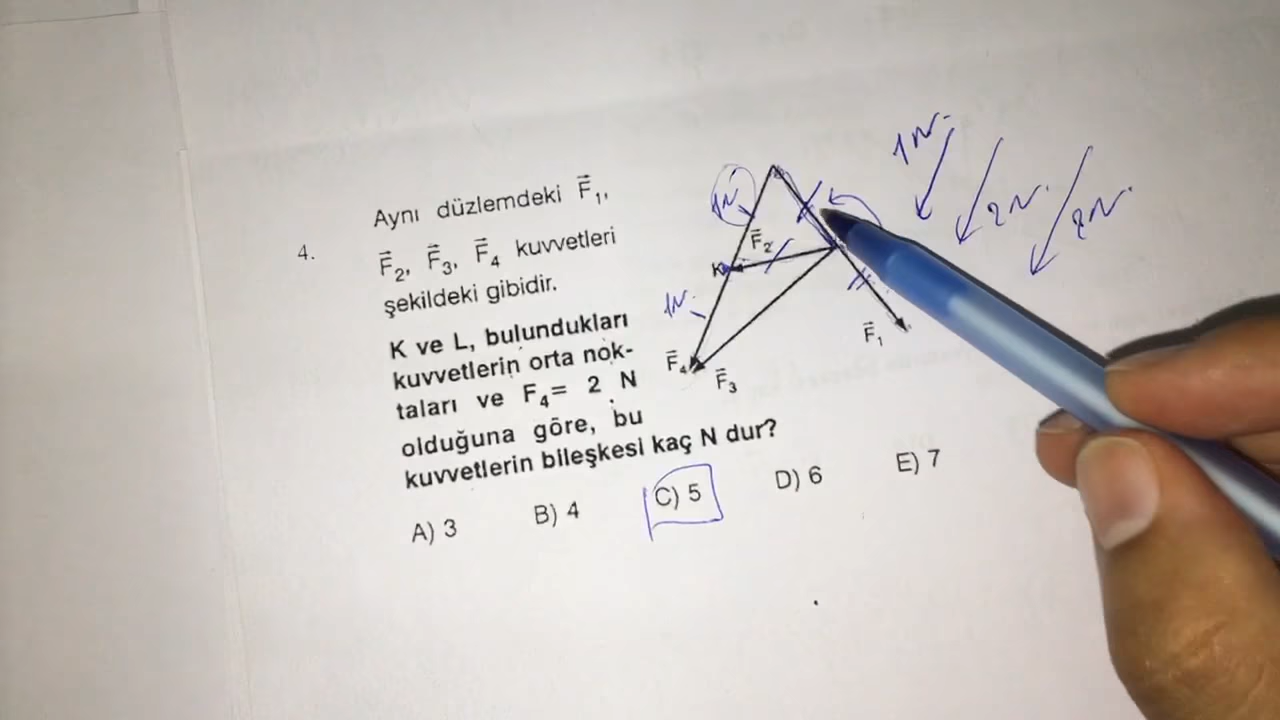 4.
Aynı düzlemdeki F⃗₁,
F⃗₂, F⃗₃, F⃗₄ kuvvetleri
şekildeki gibidir.
K ve L, bulundukları
kuvvetlerin orta nok-
taları ve F₄= 2 N
olduğuna göre, bu
kuvvetlerin bileşkesi kaç N dur?
A) 3
B) 4
C) 5
D) 6
E) 7
1N
F⃗₂
K
1N.
F⃗₄
F⃗₃
F⃗₁
1N.
2N.
2N.